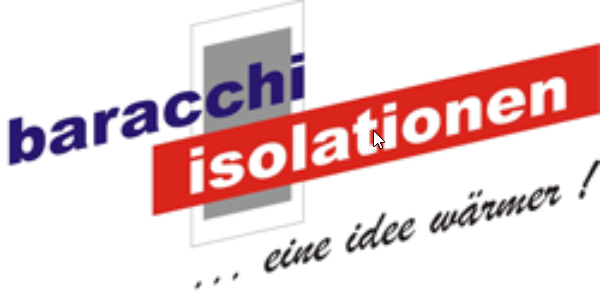 baracchi
isolationen
... eine idee wärmer !